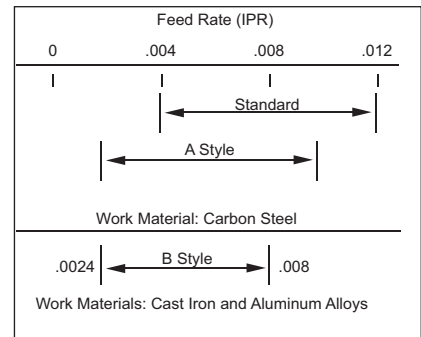 Feed Rate (IPR)
0 .004 .008 .012
Standard
A Style
Work Material: Carbon Steel
.0024 B Style .008
Work Materials: Cast Iron and Aluminum Alloys